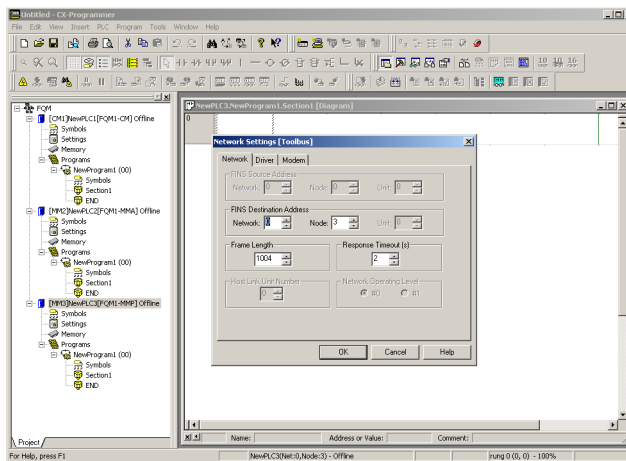 Untitled - CX-Programmer
File Edit View Insert PLC Program Tools Window Help
10 16
FQM
[CM1]NewPLC1[FQM1-CM] Offline
Symbols
Settings
Memory
Programs
NewProgram1 (00)
Symbols
Section1
END
[MM2]NewPLC2[FQM1-MMA] Offline
Symbols
Settings
Memory
Programs
NewProgram1 (00)
Symbols
Section1
END
[MM3]NewPLC3[FQM1-MMP] Offline
Symbols
Settings
Memory
Programs
NewProgram1 (00)
Symbols
Section1
END
Project
NewPLC3.NewProgram1.Section1 [Diagram]
0
Network Settings [Toolbus]
Network Driver Modem
FINS Source Address
Network: 0 Node: 0 Unit: 0
FINS Destination Address
Network: 0 Node: 3 Unit: 0
Frame Length Response Timeout (s)
1004 2
Host Link Unit Number Network Operating Level
0 #0 #1
OK Cancel Help
Name: Address or Value: Comment:
For Help, press F1 NewPLC3(Net:0,Node:3) - Offline rung 0 (0, 0) - 100%